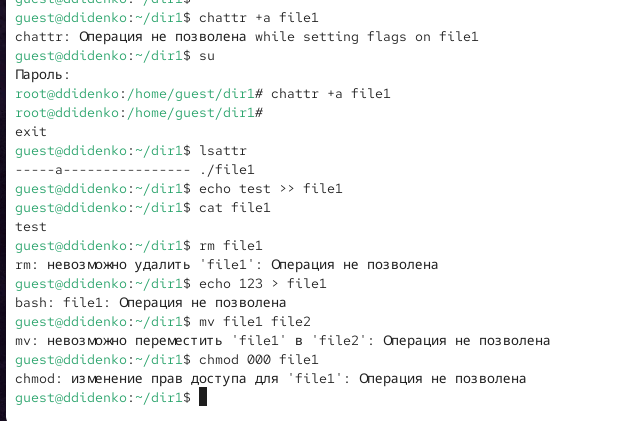 guest@ddidenko:~/dir1$ chattr +a file1
chattr: Операция не позволена while setting flags on file1
guest@ddidenko:~/dir1$ su
Пароль:
root@ddidenko:/home/guest/dir1# chattr +a file1
root@ddidenko:/home/guest/dir1#
exit
guest@ddidenko:~/dir1$ lsattr
-----a---------------- ./file1
guest@ddidenko:~/dir1$ echo test >> file1
guest@ddidenko:~/dir1$ cat file1
test
guest@ddidenko:~/dir1$ rm file1
rm: невозможно удалить 'file1': Операция не позволена
guest@ddidenko:~/dir1$ echo 123 > file1
bash: file1: Операция не позволена
guest@ddidenko:~/dir1$ mv file1 file2
mv: невозможно переместить 'file1' в 'file2': Операция не позволена
guest@ddidenko:~/dir1$ chmod 000 file1
chmod: изменение прав доступа для 'file1': Операция не позволена
guest@ddidenko:~/dir1$